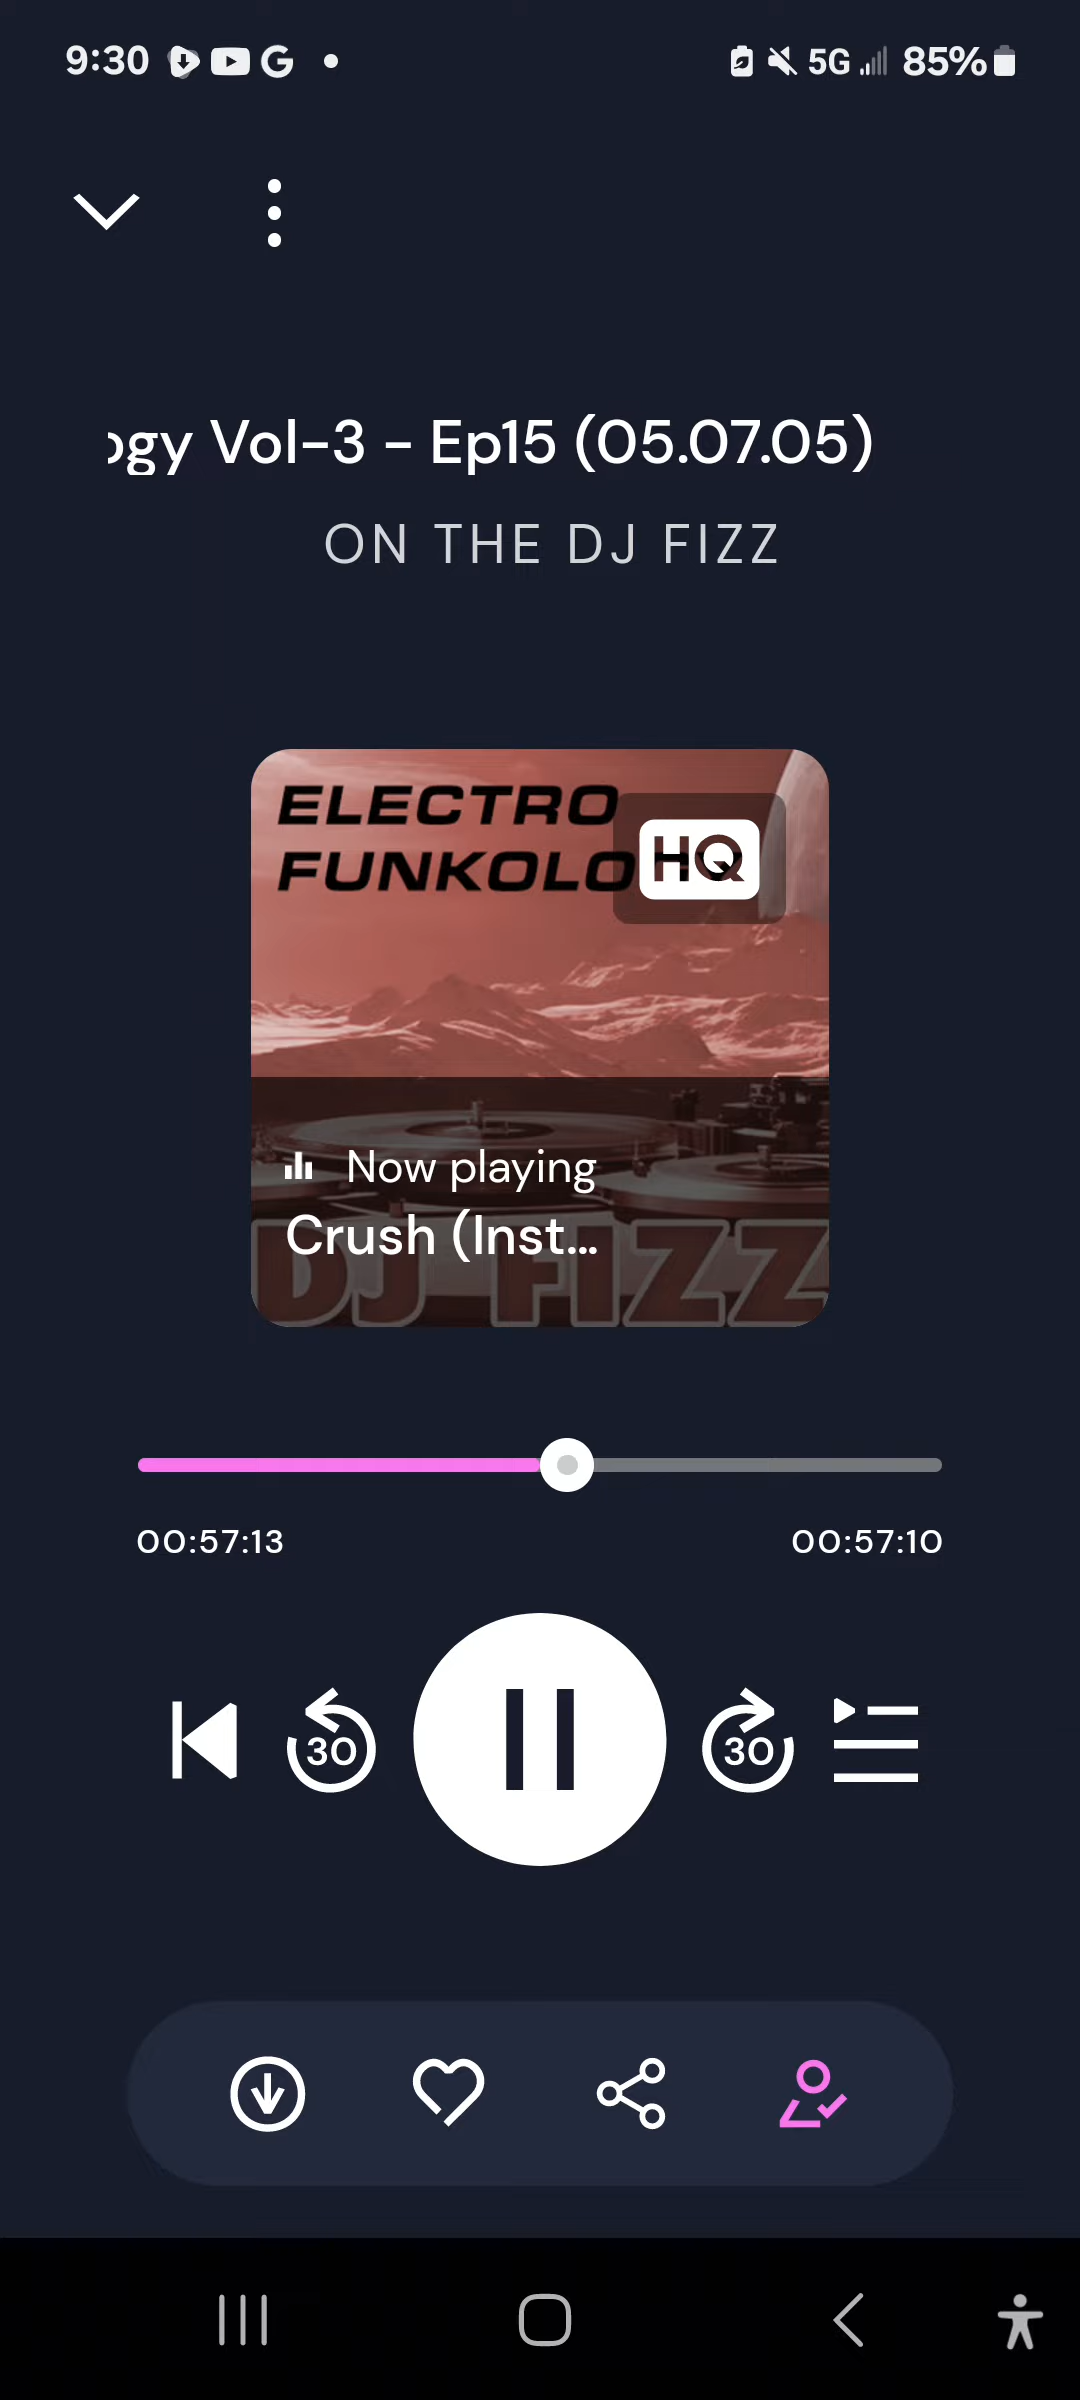 9:30
5G 85%
ogy Vol-3 - Ep15 (05.07.05)
ON THE DJ FIZZ
ELECTRO
FUNKOLO
HQ
Now playing
Crush (Inst...
DJ FIZZ
00:57:13
00:57:10
30
30